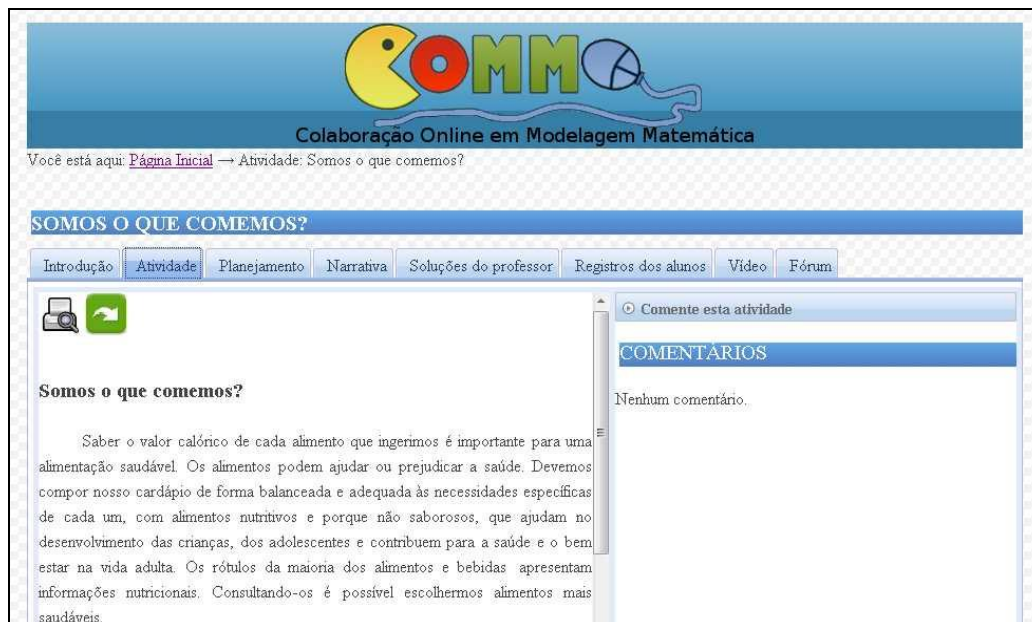 COMMa
Colaboração Online em Modelagem Matemática
Você está aqui: Página Inicial → Atividade: Somos o que comemos?
SOMOS O QUE COMEMOS?
Introdução Atividade Planejamento Narrativa Soluções do professor Registros dos alunos Vídeo Fórum
Comente esta atividade
COMENTÁRIOS
Nenhum comentário.
Somos o que comemos?
Saber o valor calórico de cada alimento que ingerimos é importante para uma
alimentação saudável. Os alimentos podem ajudar ou prejudicar a saúde. Devemos
compor nosso cardápio de forma balanceada e adequada às necessidades específicas
de cada um, com alimentos nutritivos e porque não saborosos, que ajudam no
desenvolvimento das crianças, dos adolescentes e contribuem para a saúde e o bem
estar na vida adulta. Os rótulos da maioria dos alimentos e bebidas apresentam
informações nutricionais. Consultando-os é possível escolhermos alimentos mais
saudáveis.